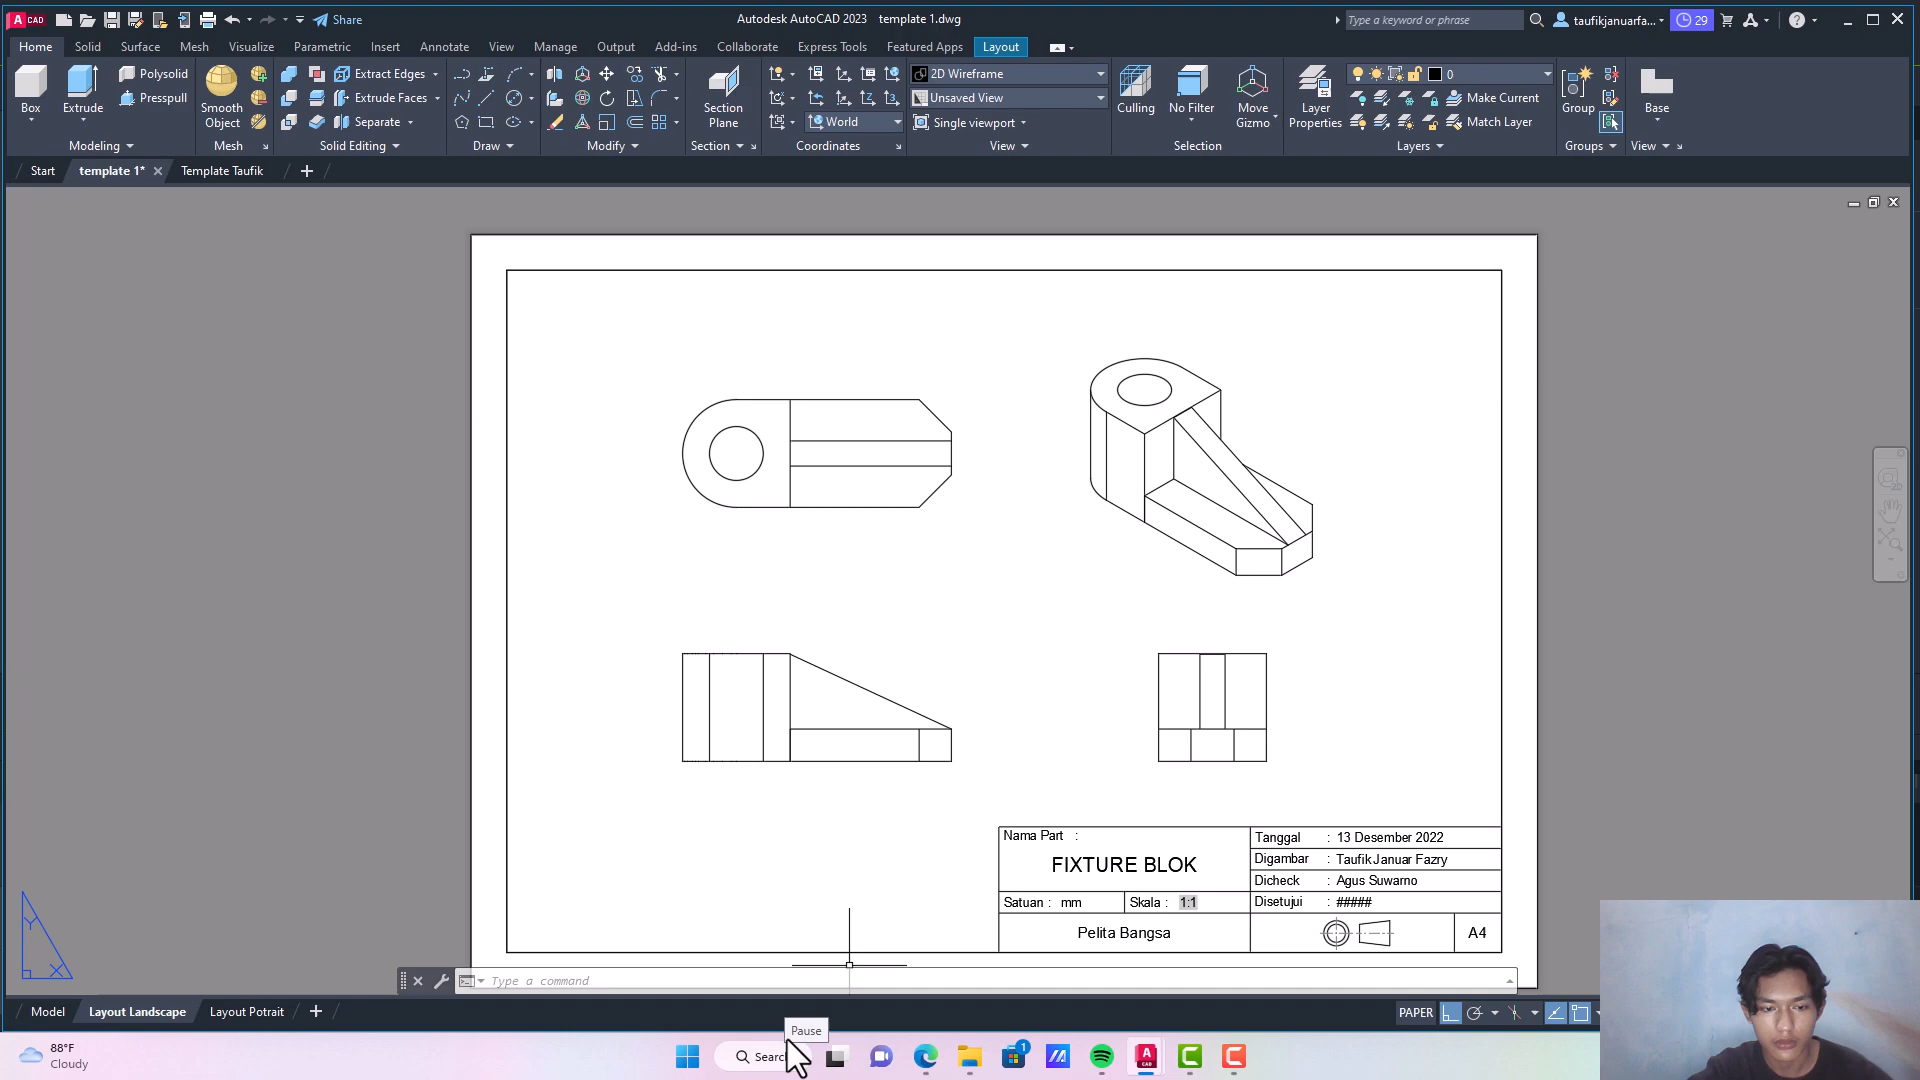 CAD
Share
Autodesk AutoCAD 2023 template 1.dwg
Type a keyword or phrase
taufikjanuarfa...
29
Home Solid Surface Mesh Visualize Parametric Insert Annotate View Manage Output Add-ins Collaborate Express Tools Featured Apps Layout
Box
Extrude
Polysolid
Presspull
Modeling
Smooth
Object
Mesh
Extract Edges
Extrude Faces
Separate
Solid Editing
Draw
Modify
Section
Plane
Section
World
Coordinates
2D Wireframe
Unsaved View
Single viewport
View
Culling
No Filter
Move
Gizmo
Selection
Layer
Properties
0
Make Current
Match Layer
Layers
Group
Groups
Base
View
Start template 1* Template Taufik
2D
Nama Part :
FIXTURE BLOK
Satuan : mm
Skala : 1:1
Pelita Bangsa
Tanggal : 13 Desember 2022
Digambar : Taufik Januar Fazry
Dicheck : Agus Suwarno
Disetujui : #####
A4
Y
X
Type a command
Model Layout Landscape Layout Potrait
PAPER
Pause
88°F
Cloudy
Search
1
CAD